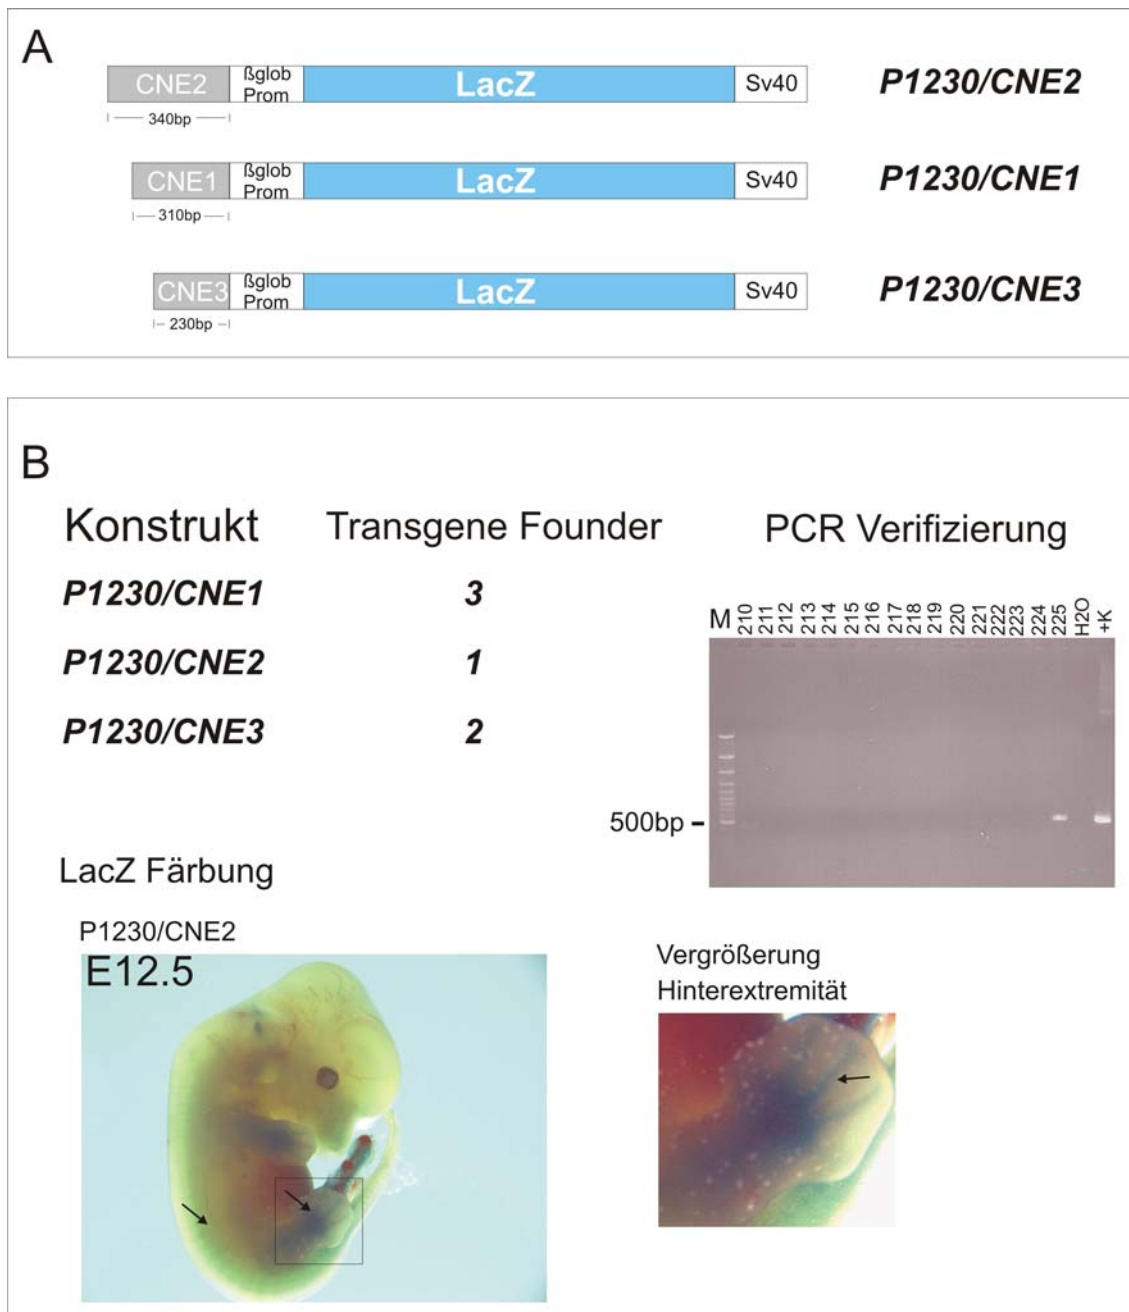 A
CNE2 ßglob Prom LacZ Sv40 P1230/CNE2
340bp
CNE1 ßglob Prom LacZ Sv40 P1230/CNE1
310bp
CNE3 ßglob Prom LacZ Sv40 P1230/CNE3
230bp
B
Konstrukt Transgene Founder
P1230/CNE1 3
P1230/CNE2 1
P1230/CNE3 2
PCR Verifizierung
M 210 211 212 213 214 215 216 217 218 219 220 221 222 223 224 225 H2O +K
500bp
LacZ Färbung
P1230/CNE2
E12.5
Vergrößerung
Hinterextremität